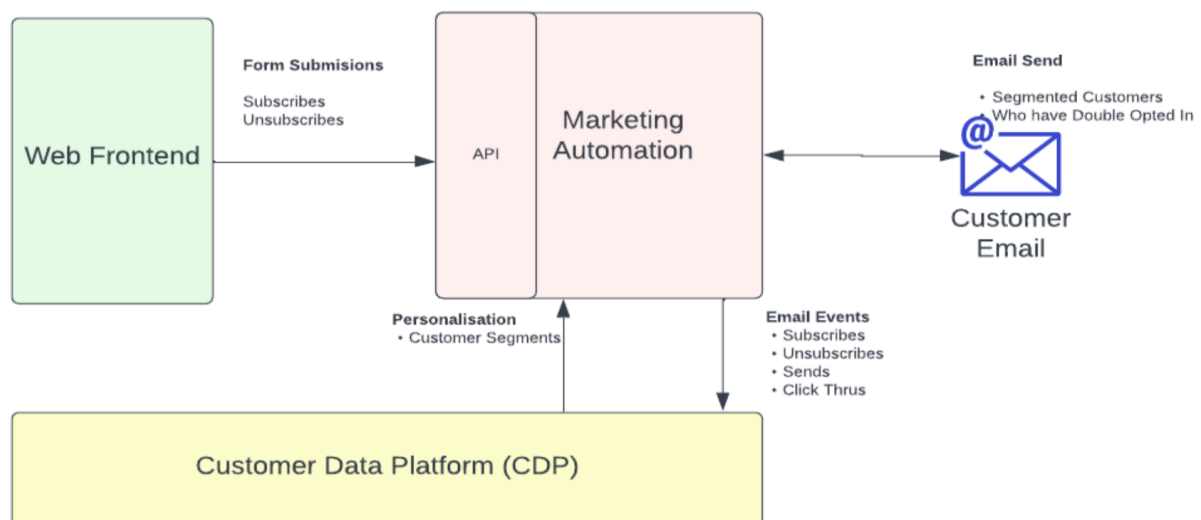 Form Submisions
Subscribes
Unsubscribes
Web Frontend
API
Marketing
Automation
Email Send
• Segmented Customers
• Who have Double Opted In
@
Customer
Email
Personalisation
• Customer Segments
Email Events
• Subscribes
• Unsubscribes
• Sends
• Click Thrus
Customer Data Platform (CDP)